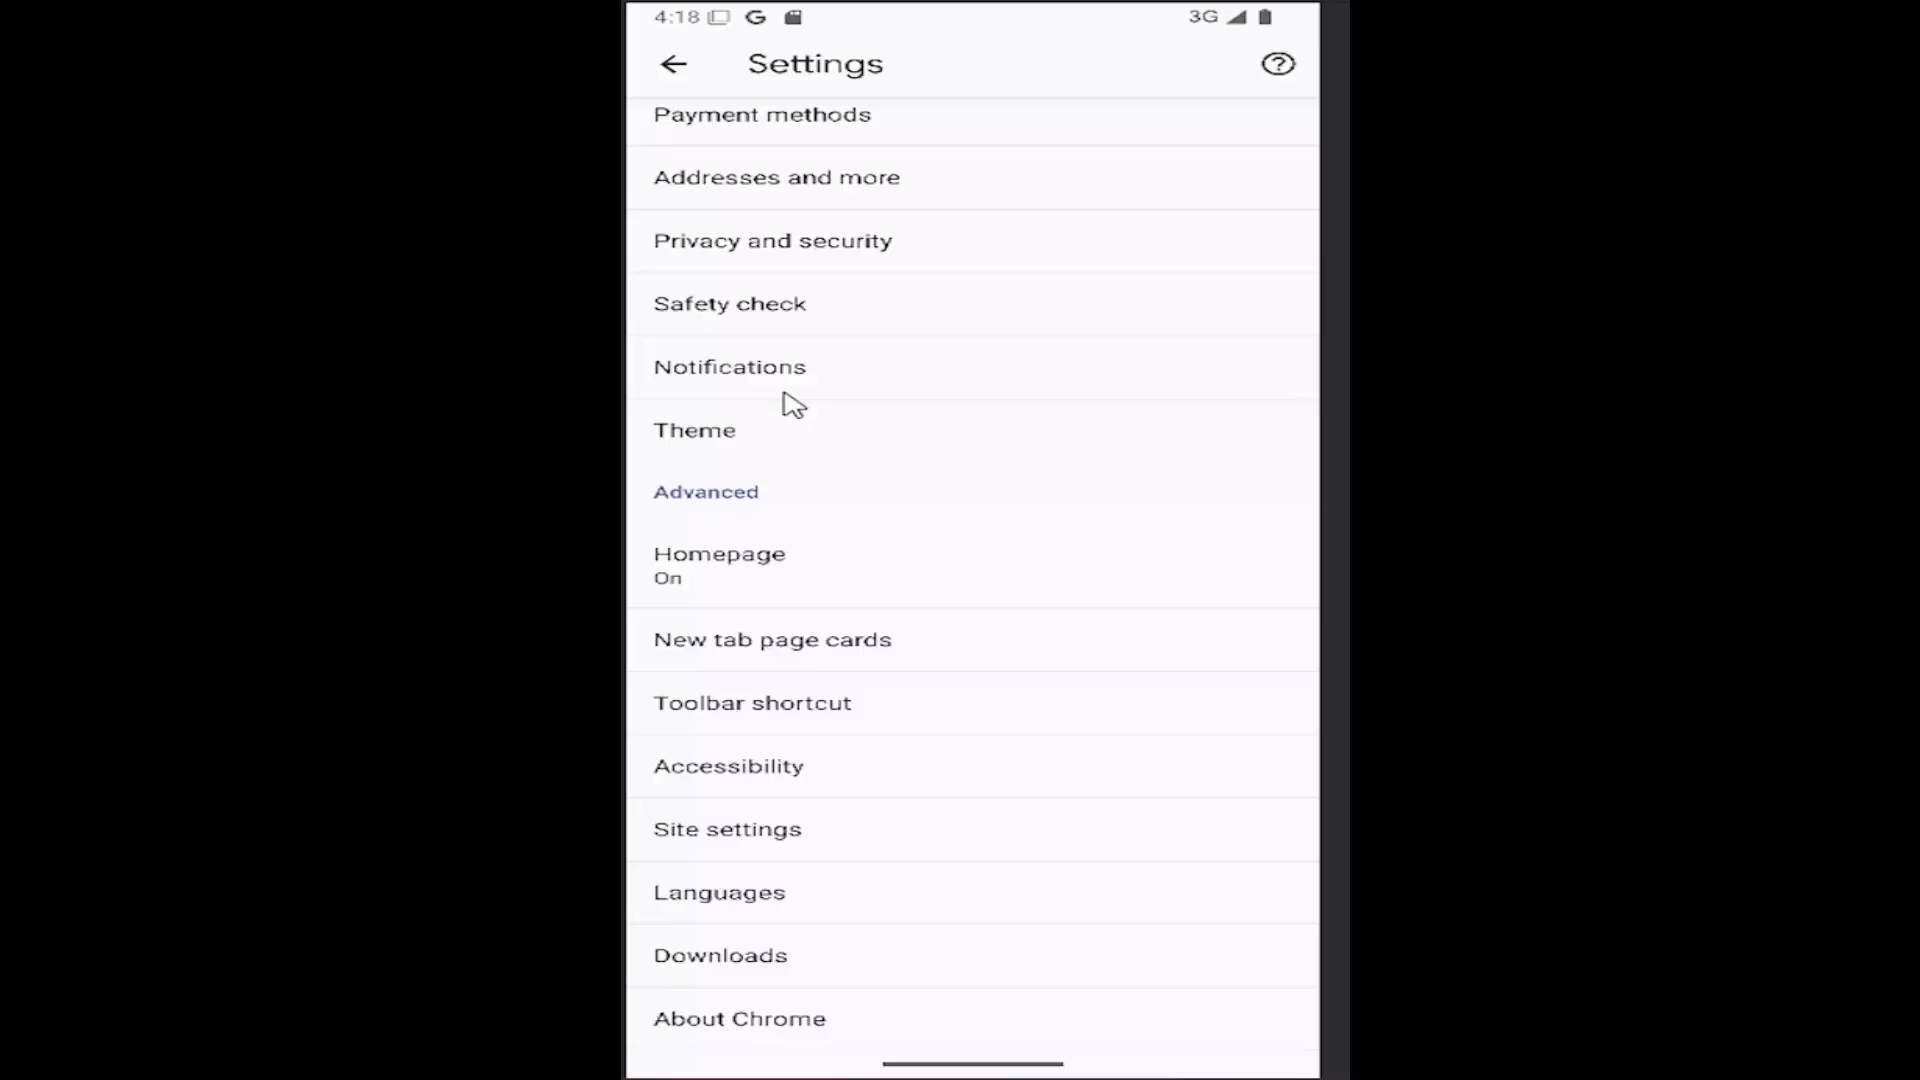 4:18 G 3G
Settings
Payment methods
Addresses and more
Privacy and security
Safety check
Notifications
Theme
Advanced
Homepage
On
New tab page cards
Toolbar shortcut
Accessibility
Site settings
Languages
Downloads
About Chrome